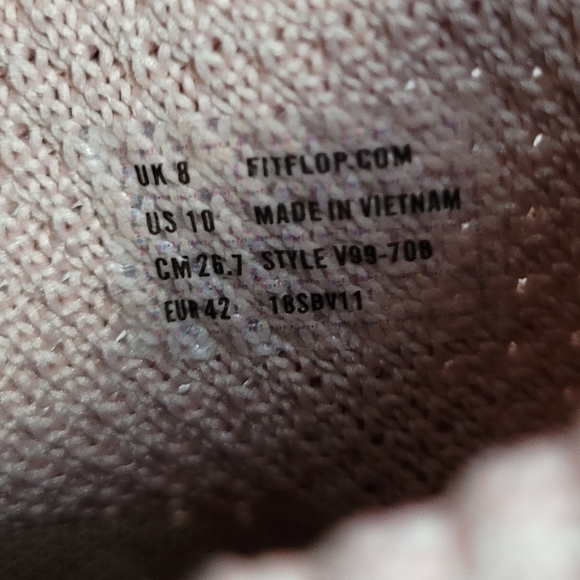 UK 8 FITFLOP.COM
US 10 MADE IN VIETNAM
CM 26.7 STYLE V99-708
EUR 42 18SBV11